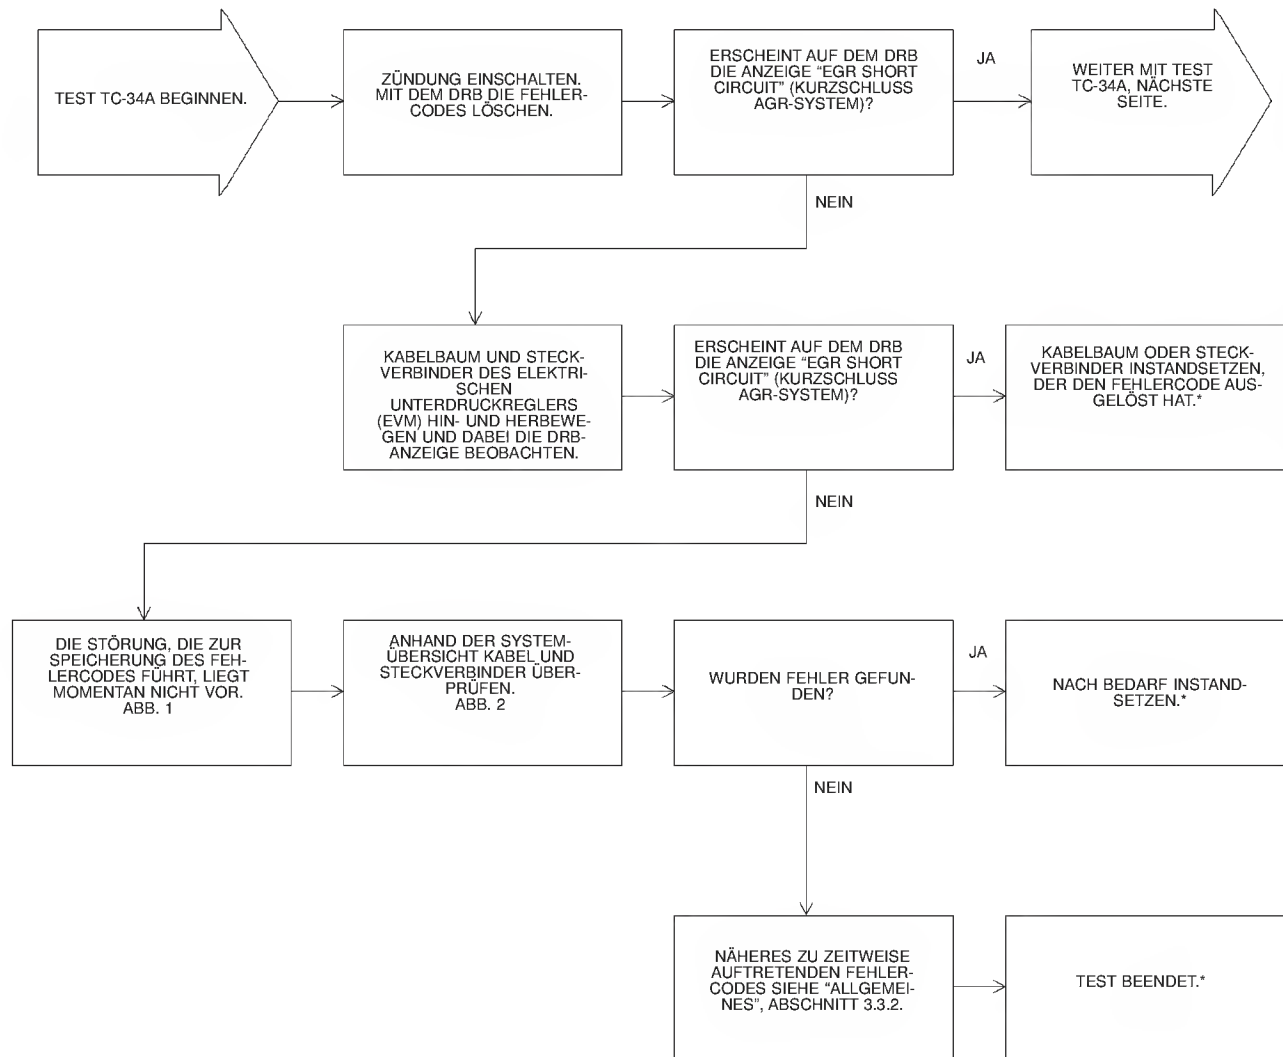 TEST TC-34A BEGINNEN.
ZÜNDUNG EINSCHALTEN.
MIT DEM DRB DIE FEHLER-
CODES LÖSCHEN.
ERSCHEINT AUF DEM DRB
DIE ANZEIGE “EGR SHORT
CIRCUIT” (KURZSCHLUSS
AGR-SYSTEM)?
JA
WEITER MIT TEST
TC-34A, NÄCHSTE
SEITE.
NEIN
KABELBAUM UND STECK-
VERBINDER DES ELEKTRI-
SCHEN
UNTERDRUCKREGLERS
(EVM) HIN- UND HERBEWE-
GEN UND DABEI DIE DRB-
ANZEIGE BEOBACHTEN.
ERSCHEINT AUF DEM DRB
DIE ANZEIGE “EGR SHORT
CIRCUIT” (KURZSCHLUSS
AGR-SYSTEM)?
JA
KABELBAUM ODER STECK-
VERBINDER INSTANDSETZEN,
DER DEN FEHLERCODE AUS-
GELÖST HAT.*
NEIN
DIE STÖRUNG, DIE ZUR
SPEICHERUNG DES FEH-
LERCODES FÜHRT, LIEGT
MOMENTAN NICHT VOR.
ABB. 1
ANHAND DER SYSTEM-
ÜBERSICHT KABEL UND
STECKVERBINDER ÜBER-
PRÜFEN.
ABB. 2
WURDEN FEHLER GEFUN-
DEN?
JA
NACH BEDARF INSTAND-
SETZEN.*
NEIN
NÄHERES ZU ZEITWEISE
AUFTRETENDEN FEHLER-
CODES SIEHE “ALLGEMEI-
NES”, ABSCHNITT 3.3.2.
TEST BEENDET.*